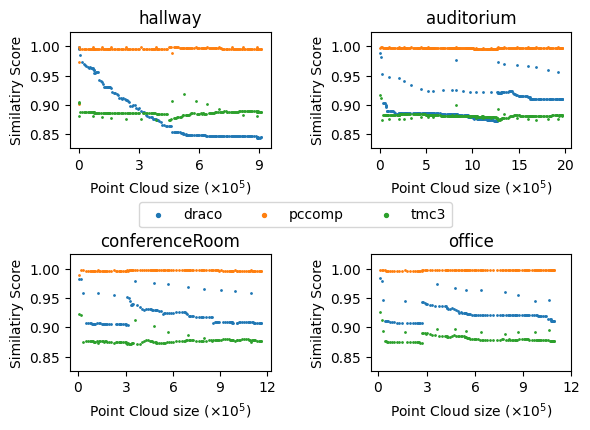 hallway
auditorium
Similatiry Score
1.00
0.95
0.90
0.85
0 3 6 9
Point Cloud size (×10⁵)
Similatiry Score
1.00
0.95
0.90
0.85
0 5 10 15 20
Point Cloud size (×10⁵)
draco pccomp tmc3
conferenceRoom
office
Similatiry Score
1.00
0.95
0.90
0.85
0 3 6 9 12
Point Cloud size (×10⁵)
Similatiry Score
1.00
0.95
0.90
0.85
0 3 6 9 12
Point Cloud size (×10⁵)